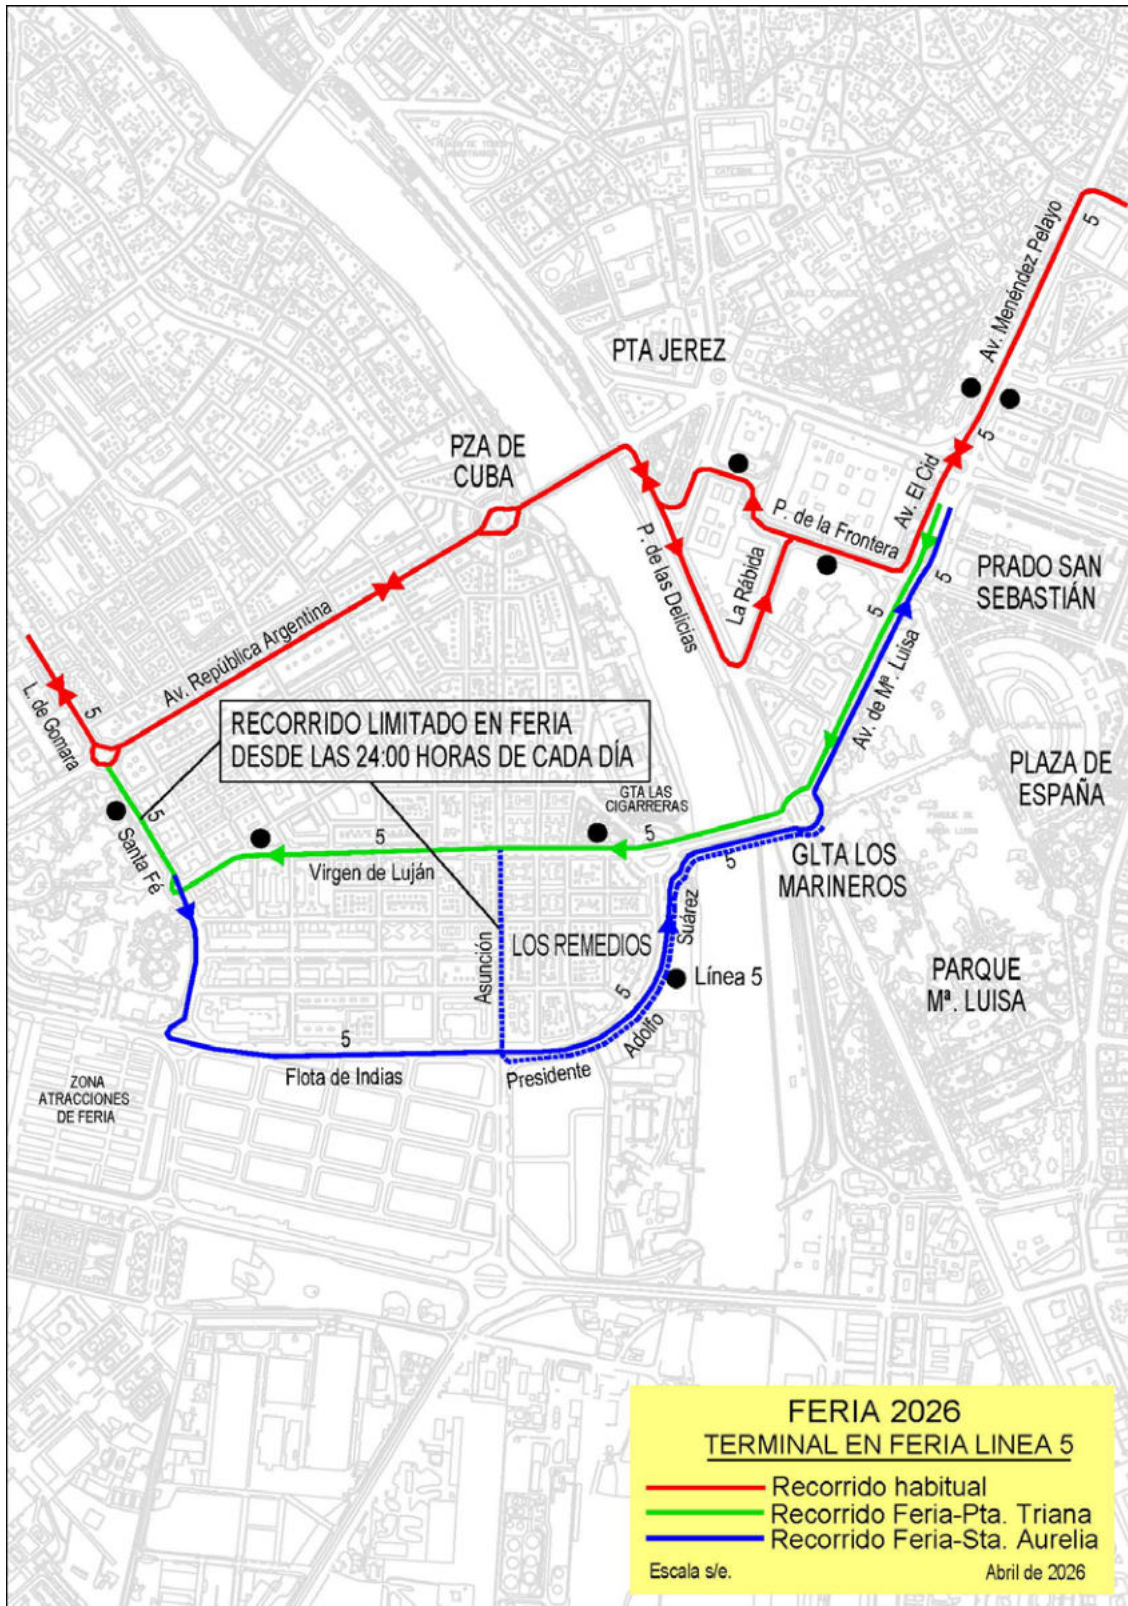 Av. Menéndez Pelayo
5
PTA JEREZ
5
PZA DE
CUBA
Av. El Cid
P. de la Frontera
P. de las Delicias
La Rábida
PRADO SAN
SEBASTIÁN
5
5
Av. República Argentina
Av. de Mª. Luisa
L. de Gomara
5
RECORRIDO LIMITADO EN FERIA
DESDE LAS 24:00 HORAS DE CADA DÍA
PLAZA DE
ESPAÑA
GTA LAS
CIGARRERAS
5
Santa Fé
5
Virgen de Luján
5
5
GLTA LOS
MARINEROS
Asunción
LOS REMEDIOS
Suárez
Línea 5
PARQUE
Mª. LUISA
5
Adolfo
5
Flota de Indias
Presidente
ZONA
ATRACCIONES
DE FERIA
FERIA 2026
TERMINAL EN FERIA LINEA 5
Recorrido habitual
Recorrido Feria-Pta. Triana
Recorrido Feria-Sta. Aurelia
Escala s/e.
Abril de 2026